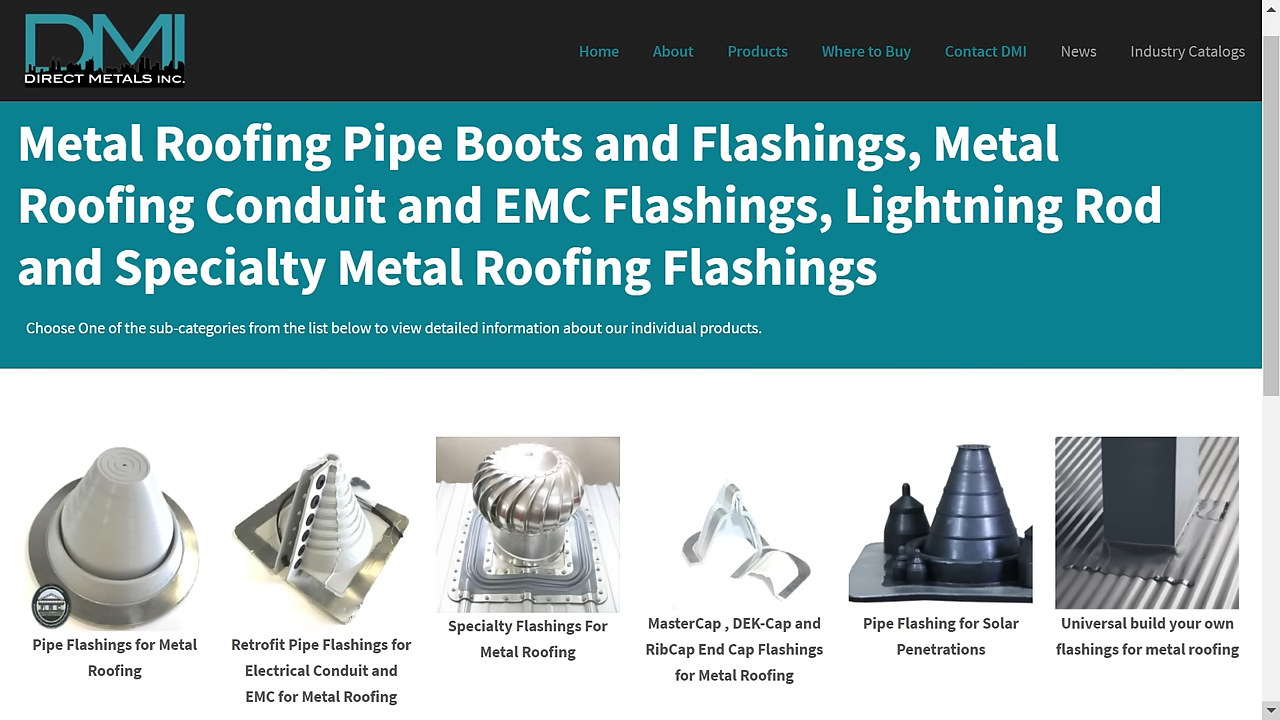 DMI
DIRECT METALS INC.
Home
About
Products
Where to Buy
Contact DMI
News
Industry Catalogs
Metal Roofing Pipe Boots and Flashings, Metal
Roofing Conduit and EMC Flashings, Lightning Rod
and Specialty Metal Roofing Flashings
Choose One of the sub-categories from the list below to view detailed information about our individual products.
Pipe Flashings for Metal
Roofing
Retrofit Pipe Flashings for
Electrical Conduit and
EMC for Metal Roofing
Specialty Flashings For
Metal Roofing
MasterCap , DEK-Cap and
RibCap End Cap Flashings
for Metal Roofing
Pipe Flashing for Solar
Penetrations
Universal build your own
flashings for metal roofing